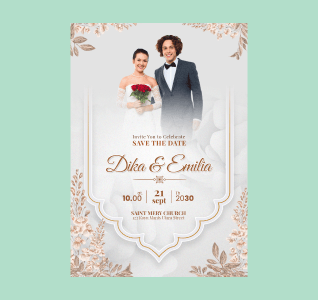 Invite You to Celebrate
SAVE THE DATE
Dika & Emilia
10.00
21
sept
2030
SAINT MERY CHURCH